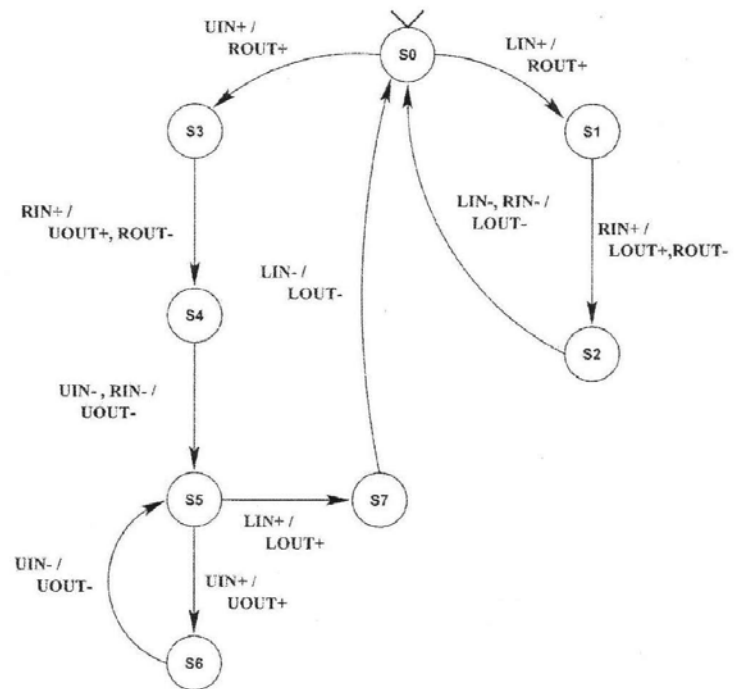 UIN+ /
ROUT+
S0
LIN+ /
ROUT+
S3
S1
RIN+ /
UOUT+, ROUT-
LIN-, RIN- /
LOUT-
RIN+ /
LOUT+,ROUT-
LIN- /
LOUT-
S4
S2
UIN- , RIN- /
UOUT-
S5
S7
LIN+ /
LOUT+
UIN- /
UOUT-
UIN+ /
UOUT+
S6